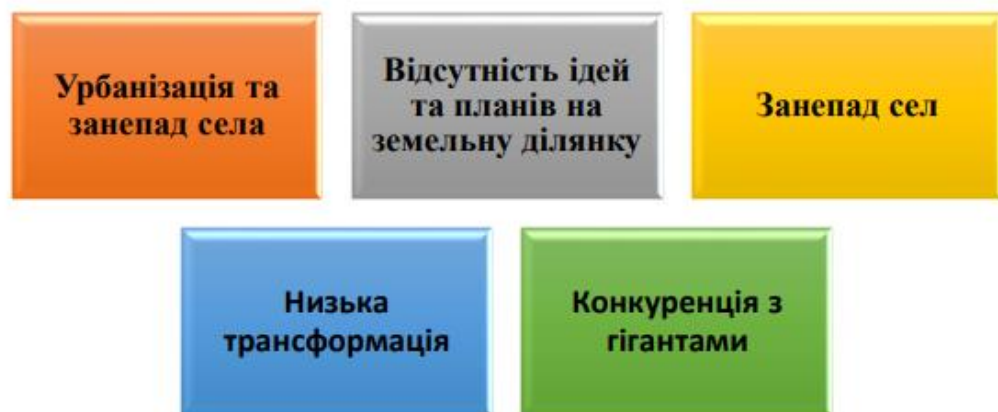 Урбанізація та
занепад села
Відсутність ідей
та планів на
земельну ділянку
Занепад сел
Низька
трансформація
Конкуренція з
гігантами